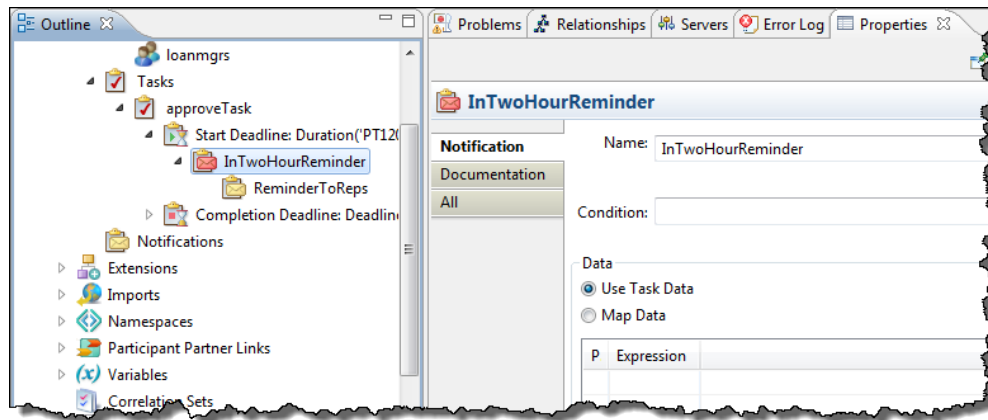 Outline
loanmgrs
Tasks
approveTask
Start Deadline: Duration('PT120
InTwoHourReminder
ReminderToReps
Completion Deadline: Deadline
Notifications
Extensions
Imports
Namespaces
Participant Partner Links
(x) Variables
Correlation Sets
Problems Relationships Servers Error Log Properties
InTwoHourReminder
Notification
Documentation
All
Name: InTwoHourReminder
Condition:
Data
Use Task Data
Map Data
P Expression